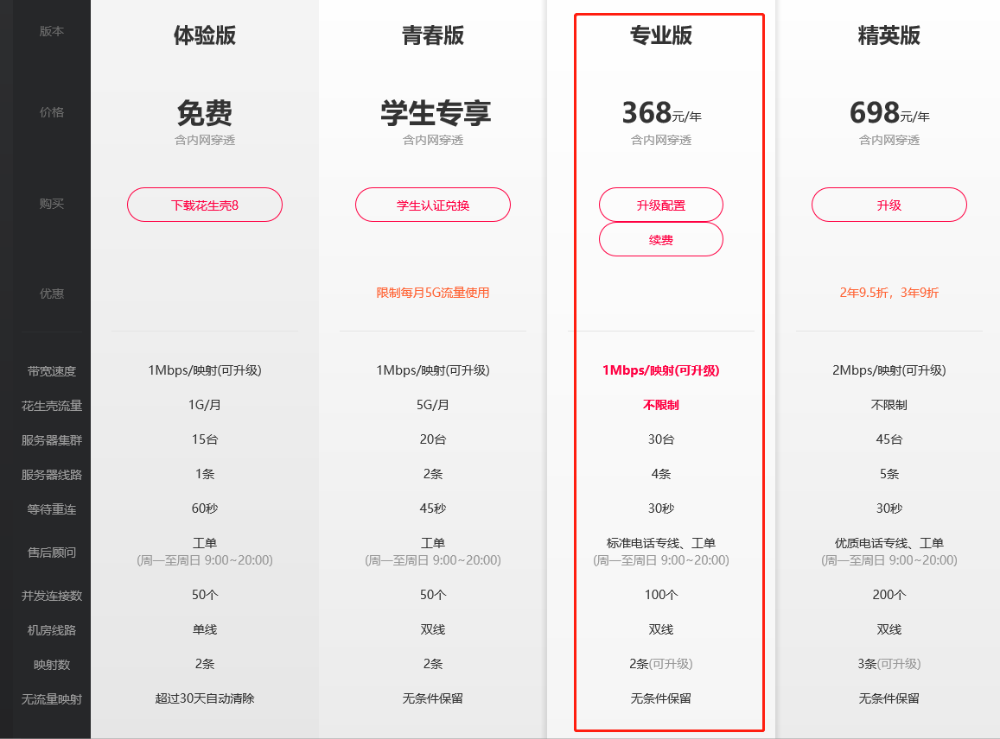 版本 体验版 青春版 专业版 精英版
价格 免费 学生专享 368元/年 698元/年
含内网穿透 含内网穿透 含内网穿透 含内网穿透
购买 下载花生壳8 学生认证兑换 升级配置 升级
续费
优惠 限制每月5G流量使用 2年9.5折，3年9折
带宽速度 1Mbps/映射(可升级) 1Mbps/映射(可升级) 1Mbps/映射(可升级) 2Mbps/映射(可升级)
花生壳流量 1G/月 5G/月 不限制 不限制
服务器集群 15台 20台 30台 45台
服务器线路 1条 2条 4条 5条
等待重连 60秒 45秒 30秒 30秒
售后顾问 工单 工单 标准电话专线、工单 优质电话专线、工单
(周一至周日 9:00~20:00) (周一至周日 9:00~20:00) (周一至周日 9:00~20:00) (周一至周日 9:00~20:00)
并发连接数 50个 50个 100个 200个
机房线路 单线 双线 双线 双线
映射数 2条 2条 2条(可升级) 3条(可升级)
无流量映射 超过30天自动清除 无条件保留 无条件保留 无条件保留